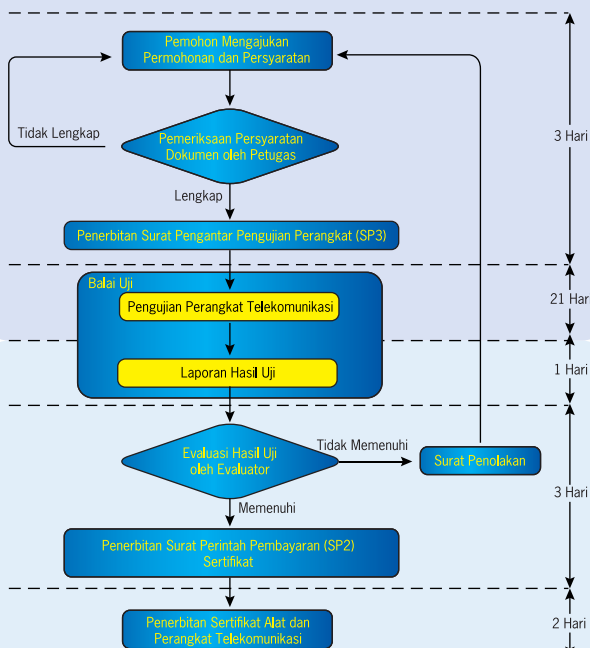 Pemohon Mengajukan
Permohonan dan Persyaratan
Tidak Lengkap
Pemeriksaan Persyaratan
Dokumen oleh Petugas
3 Hari
Lengkap
Penerbitan Surat Pengantar Pengujian Perangkat (SP3)
Balai Uji
Pengujian Perangkat Telekomunikasi
21 Har
Laporan Hasil Uji
1 Hari
Evaluasi Hasil Uji
oleh Evaluator
Tidak Memenuhi
Surat Penolakan
3 Hari
Memenuhi
Penerbitan Surat Perintah Pembayaran (SP2)
Sertifikat
Penerbitan Sertifikat Alat dan
Perangkat Telekomunikasi
2 Hari